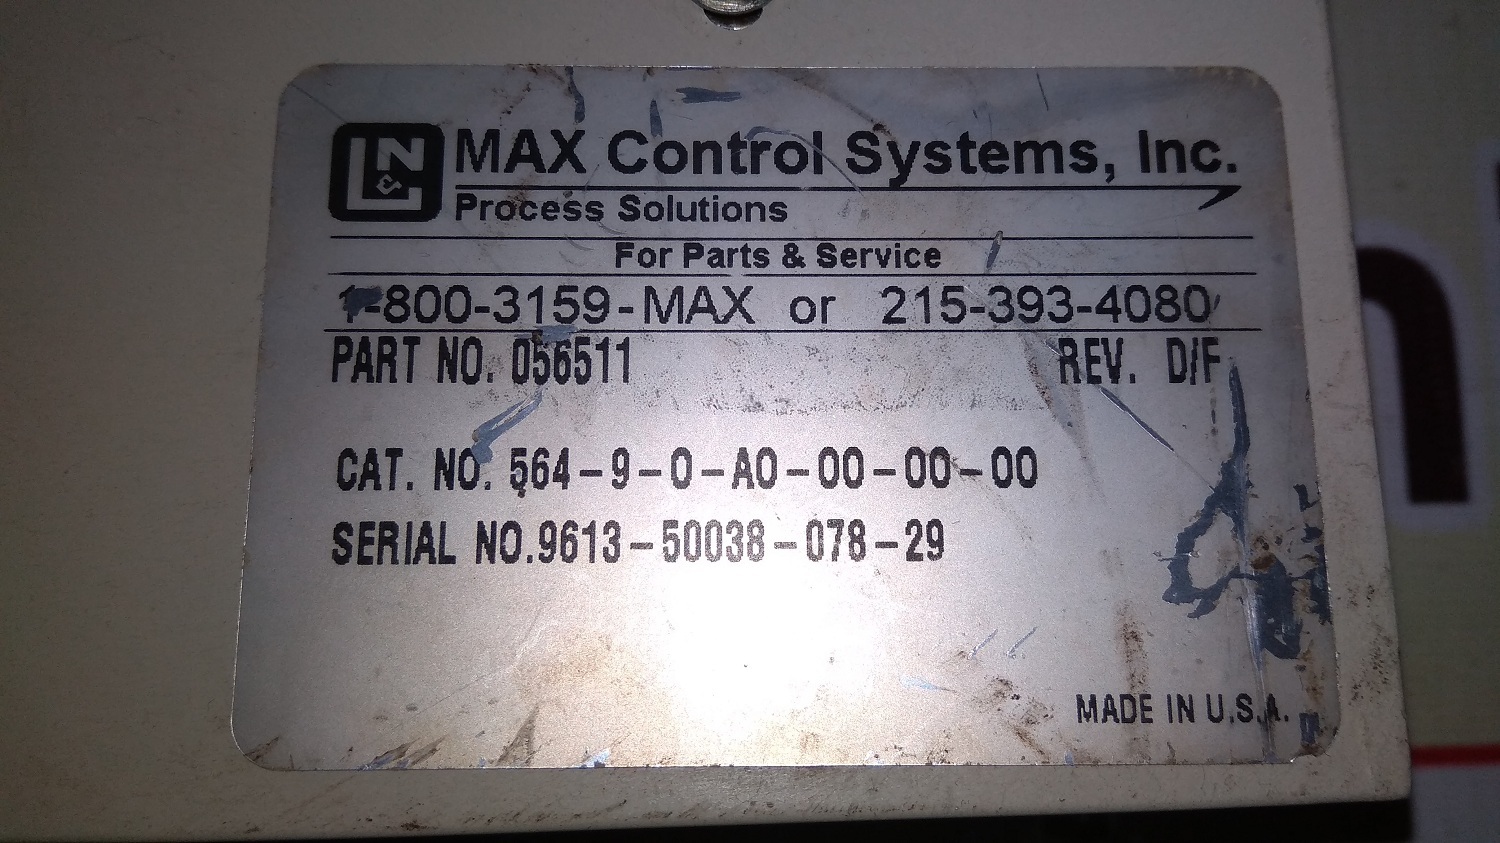 L&N MAX Control Systems, Inc.
Process Solutions
For Parts & Service
1-800-3159-MAX or 215-393-4080
PART NO. 056511 REV. D/F
CAT. NO. 564-9-0-A0-00-00-00
SERIAL NO.9613-50038-078-29
MADE IN U.S.A.